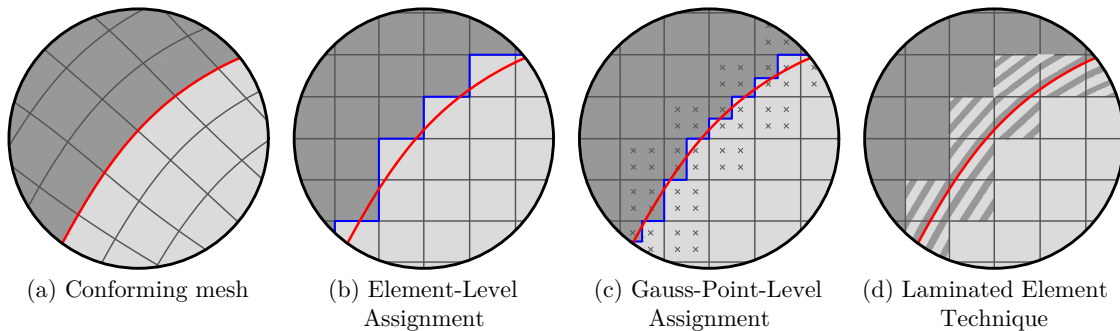 (a) Conforming mesh
(b) Element-Level
Assignment
(c) Gauss-Point-Level
Assignment
(d) Laminated Element
Technique